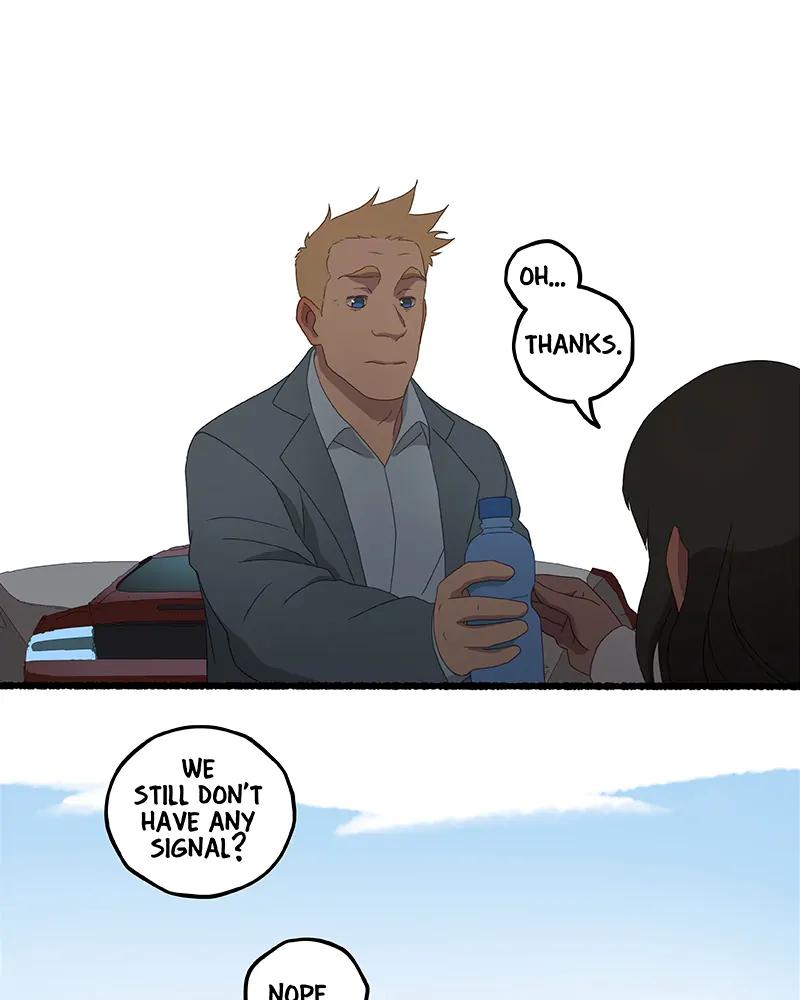 OH...
THANKS.
WE
STILL DON'T
HAVE ANY
SIGNAL?
NOPE